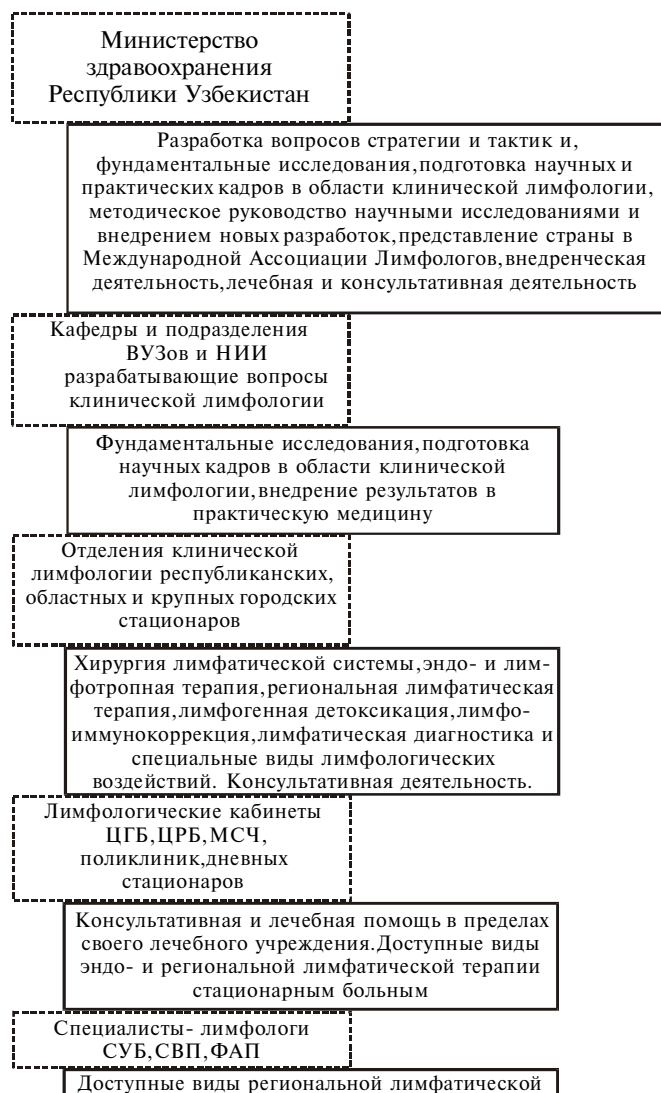 Министерство
здравоохранения
Республики Узбекистан
Разработка вопросов стратегии и тактик и,
фундаментальные исследования,подготовка научных и
практических кадров в области клинической лимфологии,
методическое руководство научными исследованиями и
внедрением новых разработок,представление страны в
Международной Ассоциации Лимфологов,внедренческая
деятельность,лечебная и консультативная деятельность
Кафедры и подразделения
ВУЗов и НИИ
разрабатывающие вопросы
клинической лимфологии
Фундаментальные исследования,подготовка
научных кадров в области клинической
лимфологии,внедрение результатов в
практическую медицину
Отделения клинической
лимфологии республиканских,
областных и крупных городских
стационаров
Хирургия лимфатической системы,эндо- и лим-
фотропная терапия,региональная лимфатическая
терапия,лимфогенная детоксикация,лимфо-
иммунокоррекция,лимфатическая диагностика и
специальные виды лимфологических
воздействий. Консультативная деятельность.
Лимфологические кабинеты
ЦГБ,ЦРБ,МСЧ,
поликлиник,дневных
стационаров
Консультативная и лечебная помощь в пределах
своего лечебного учреждения.Доступные виды
эндо- и региональной лимфатической терапии
стационарным больным
Специалисты- лимфологи
СУБ,СВП,ФАП
Доступные виды региональной лимфатической